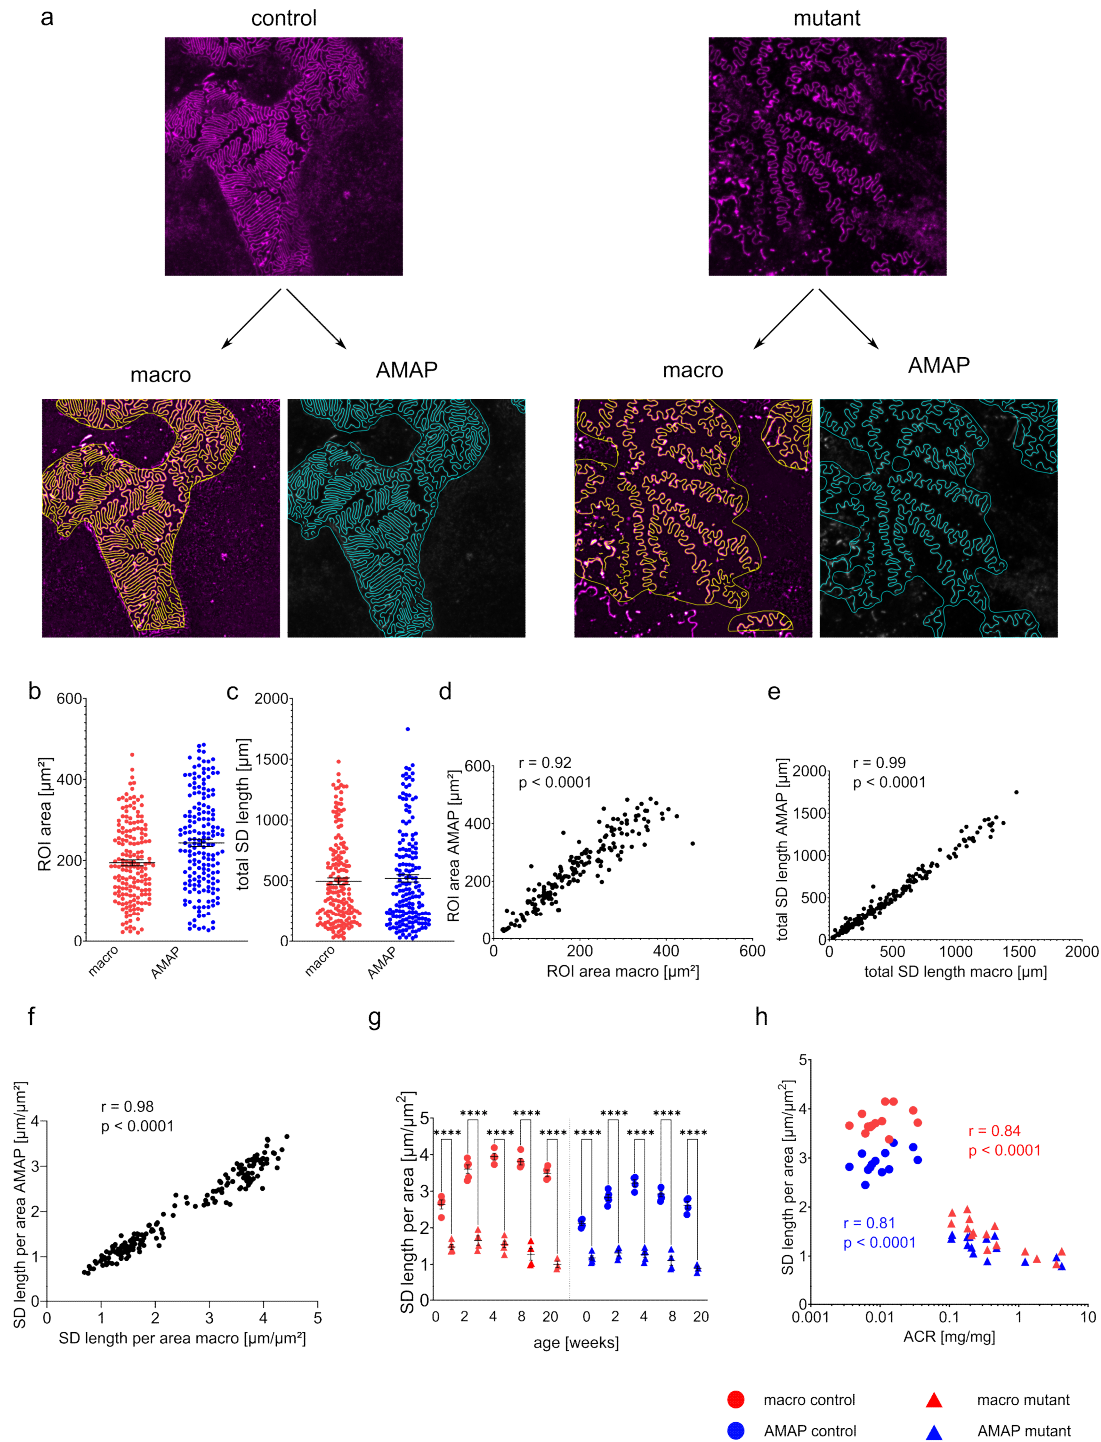 a
control
mutant
macro
AMAP
macro
AMAP
b
600
400
200
0
ROI area [µm²]
macro
AMAP
c
2000
1500
1000
500
0
total SD length [µm]
macro
AMAP
d
r = 0.92
p < 0.0001
600
400
200
0
ROI area AMAP [µm²]
0
200
400
600
ROI area macro [µm²]
e
r = 0.99
p < 0.0001
2000
1500
1000
500
0
total SD length AMAP [µm]
0
500
1000
1500
2000
total SD length macro [µm]
f
r = 0.98
p < 0.0001
4
3
2
1
0
SD length per area AMAP [µm/µm²]
0
1
2
3
4
5
SD length per area macro [µm/µm²]
g
5
4
3
2
1
0
SD length per area [µm/µm²]
**** **** **** **** **** **** **** **** **** ****
0 2 4 8 20 0 2 4 8 20
age [weeks]
h
5
4
3
2
1
0
SD length per area [µm/µm²]
r = 0.84
p < 0.0001
r = 0.81
p < 0.0001
0.001 0.01 0.1 1 10
ACR [mg/mg]
macro control
macro mutant
AMAP control
AMAP mutant